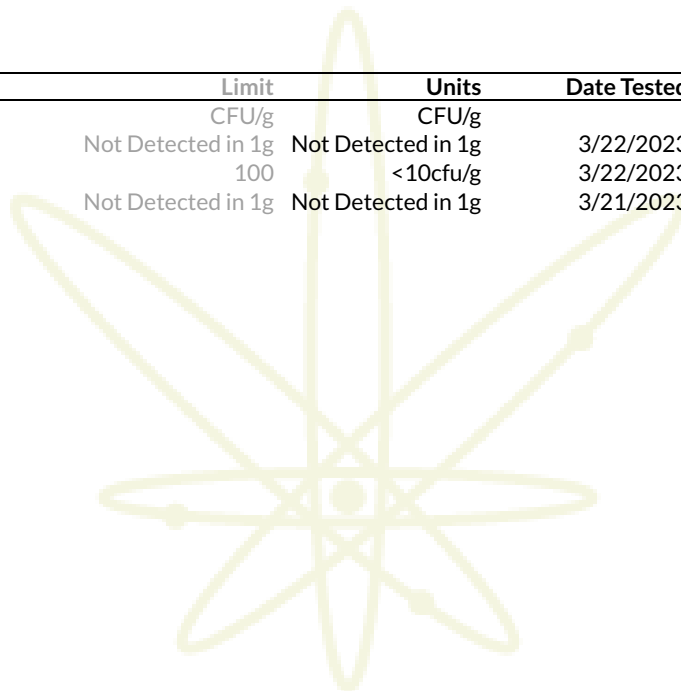 Limit Units Date Tested
CFU/g CFU/g
Not Detected in 1g Not Detected in 1g 3/22/2023
100 <10cfu/g 3/22/2023
Not Detected in 1g Not Detected in 1g 3/21/2023